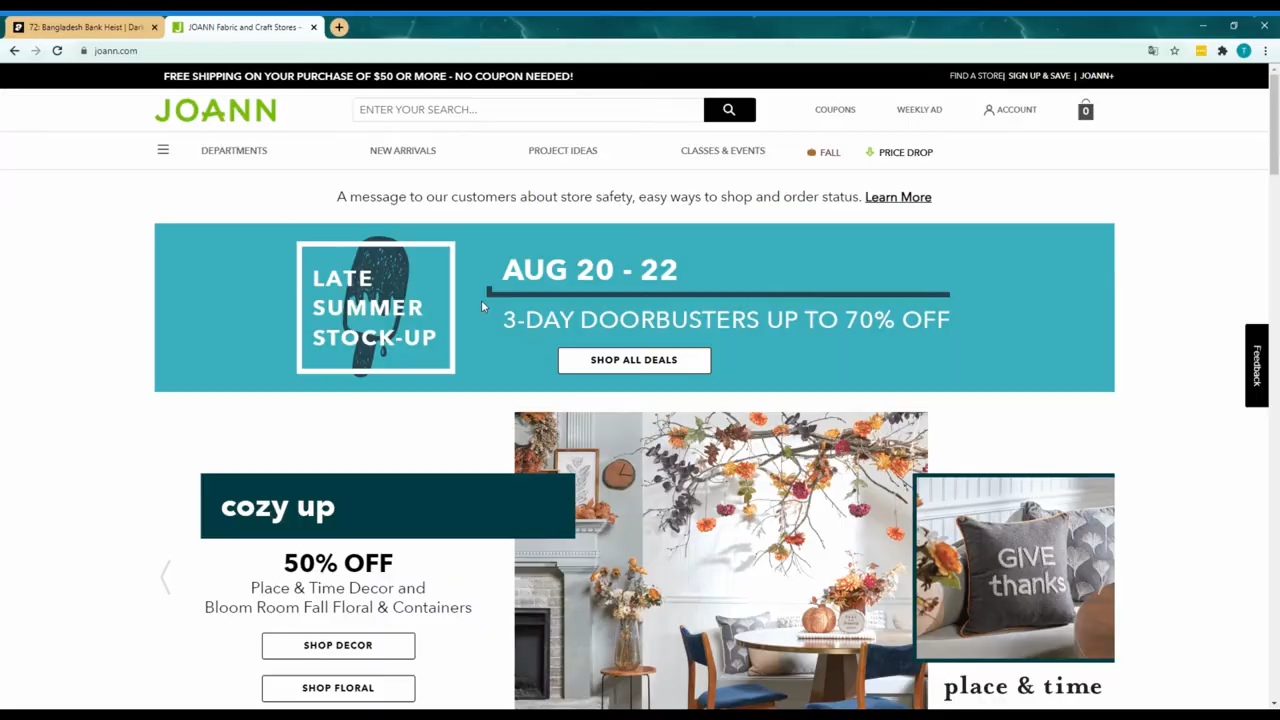 72: Bangladesh Bank Heist | Dark
JOANN Fabric and Craft Stores -
joann.com
T
FREE SHIPPING ON YOUR PURCHASE OF $50 OR MORE - NO COUPON NEEDED!
FIND A STORE| SIGN UP & SAVE | JOANN+
JOANN
ENTER YOUR SEARCH...
COUPONS
WEEKLY AD
ACCOUNT
0
DEPARTMENTS
NEW ARRIVALS
PROJECT IDEAS
CLASSES & EVENTS
FALL
PRICE DROP
A message to our customers about store safety, easy ways to shop and order status. Learn More
LATE
SUMMER
STOCK-UP
AUG 20 - 22
3-DAY DOORBUSTERS UP TO 70% OFF
SHOP ALL DEALS
Feedback
cozy up
50% OFF
Place & Time Decor and
Bloom Room Fall Floral & Containers
SHOP DECOR
SHOP FLORAL
GIVE
thanks
place & time